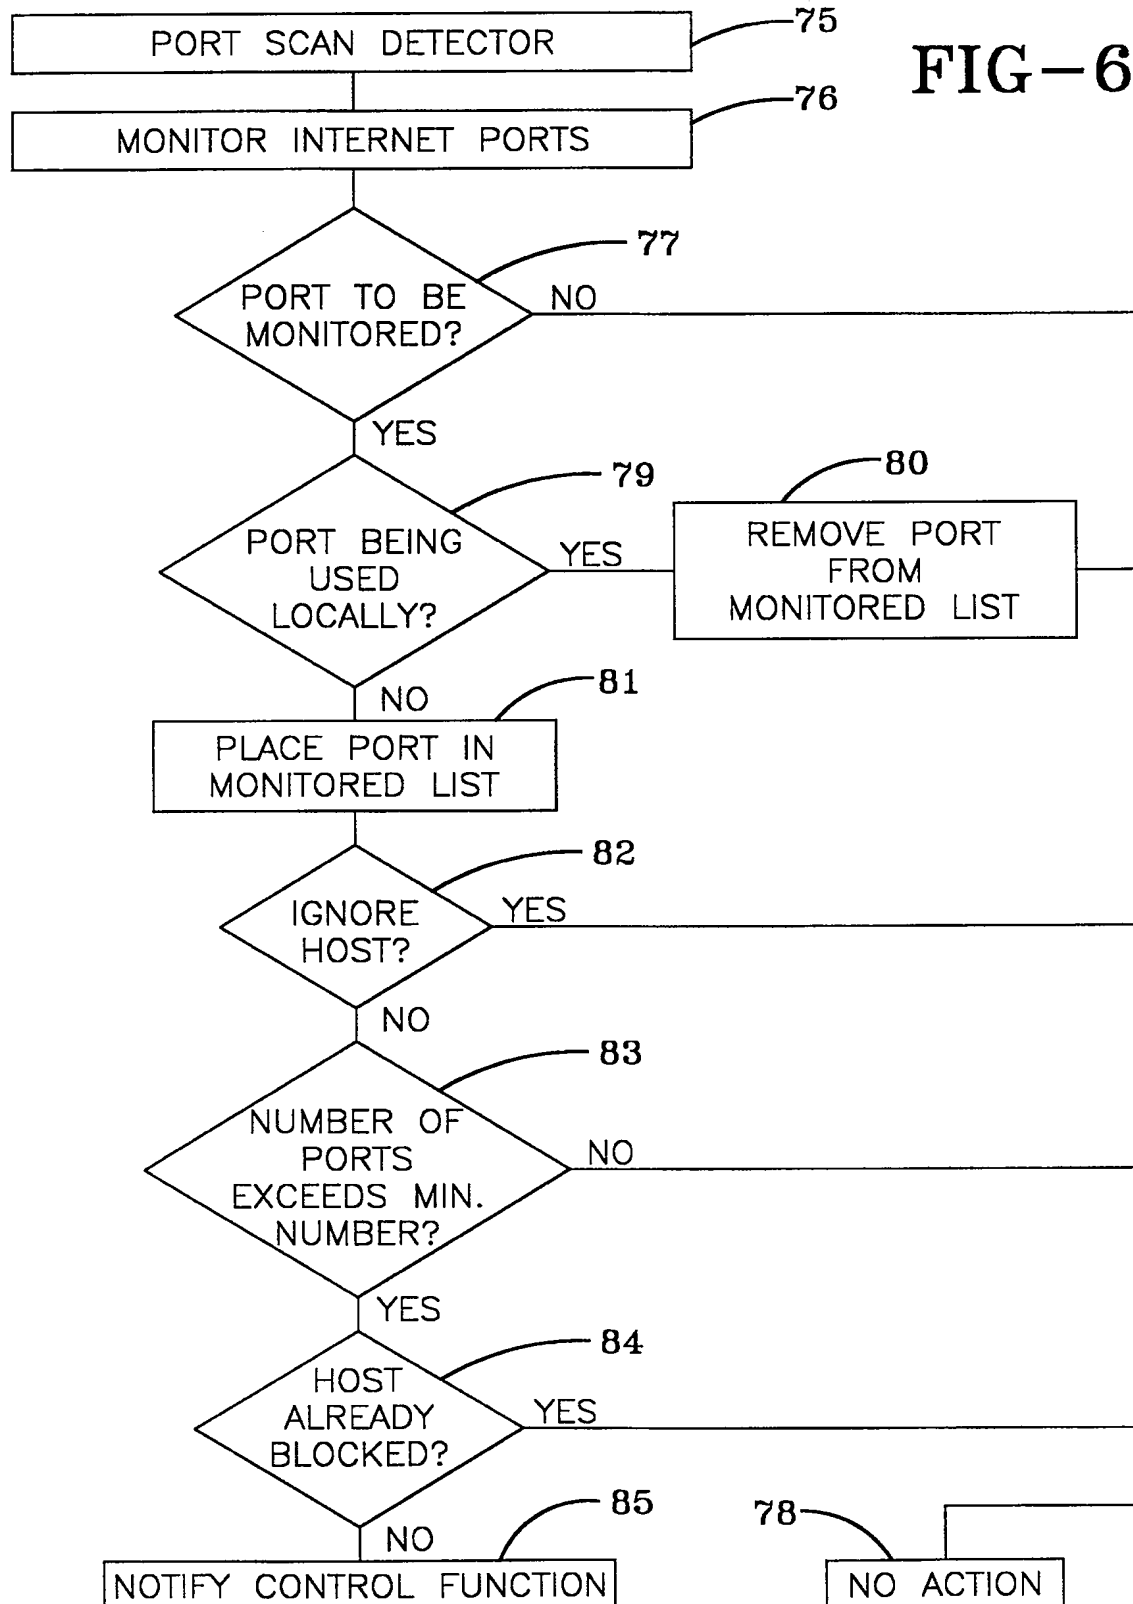 PORT SCAN DETECTOR
75
FIG-6
MONITOR INTERNET PORTS
76
77
PORT TO BE
MONITORED?
NO
YES
79
PORT BEING
USED
LOCALLY?
YES
80
REMOVE PORT
FROM
MONITORED LIST
NO
81
PLACE PORT IN
MONITORED LIST
82
IGNORE
HOST?
YES
NO
83
NUMBER OF
PORTS
EXCEEDS MIN.
NUMBER?
NO
YES
84
HOST
ALREADY
BLOCKED?
YES
NO
85
NOTIFY CONTROL FUNCTION
78
NO ACTION